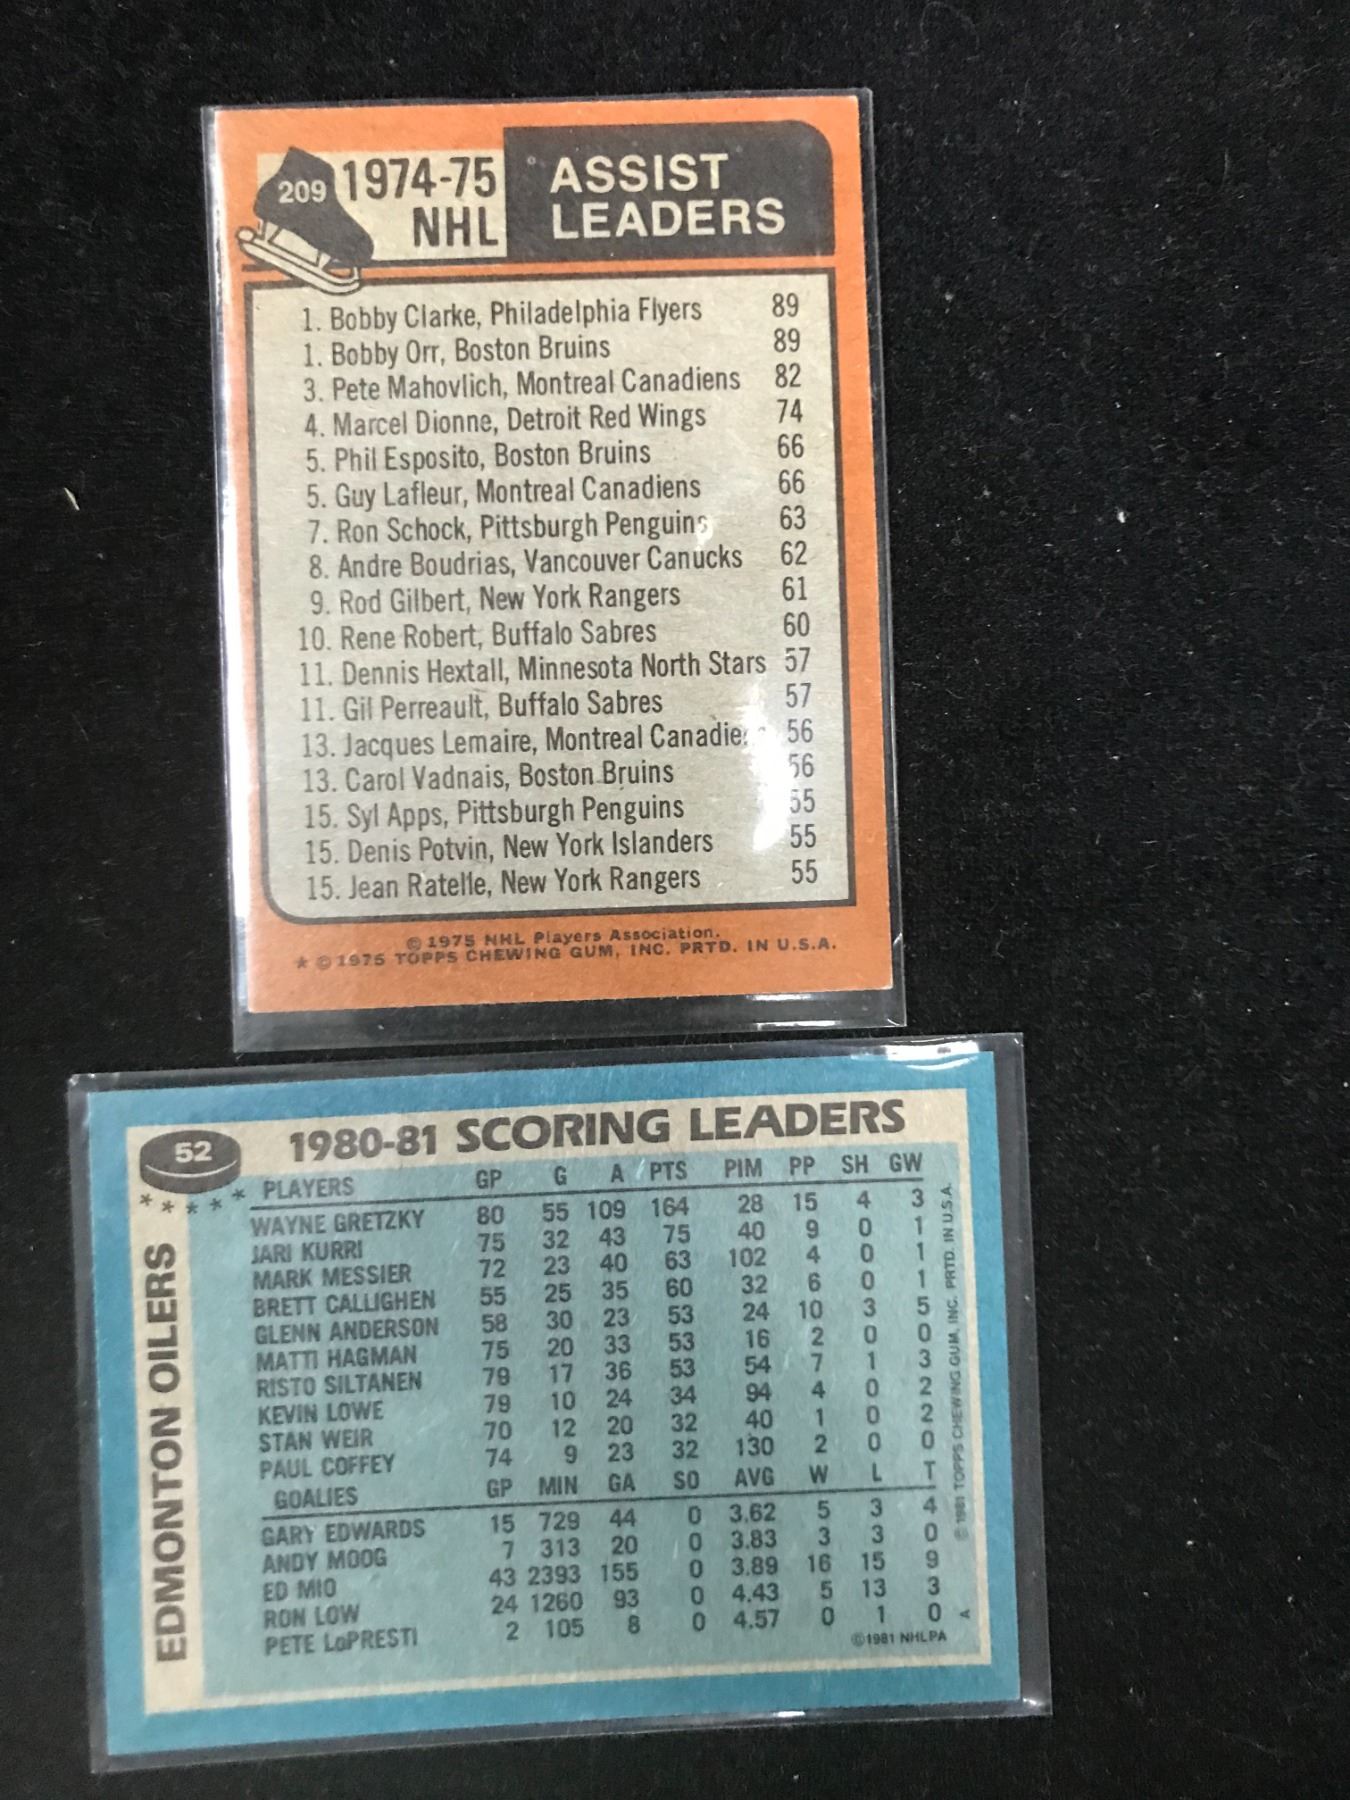 209 1974-75 NHL
ASSIST LEADERS
1. Bobby Clarke, Philadelphia Flyers 89
1. Bobby Orr, Boston Bruins 89
3. Pete Mahovlich, Montreal Canadiens 82
4. Marcel Dionne, Detroit Red Wings 74
5. Phil Esposito, Boston Bruins 66
5. Guy Lafleur, Montreal Canadiens 66
7. Ron Schock, Pittsburgh Penguins 63
8. Andre Boudrias, Vancouver Canucks 62
9. Rod Gilbert, New York Rangers 61
10. Rene Robert, Buffalo Sabres 60
11. Dennis Hextall, Minnesota North Stars 57
11. Gil Perreault, Buffalo Sabres 57
13. Jacques Lemaire, Montreal Canadiens 56
13. Carol Vadnais, Boston Bruins 56
15. Syl Apps, Pittsburgh Penguins 55
15. Denis Potvin, New York Islanders 55
15. Jean Ratelle, New York Rangers 55
© 1975 NHL Players Association.
* © 1975 TOPPS CHEWING GUM, INC. PRTD. IN U.S.A.
52 1980-81 SCORING LEADERS
*****
EDMONTON OILERS
PLAYERS GP G A PTS PIM PP SH GW
WAYNE GRETZKY 80 55 109 164 28 15 4 3
JARI KURRI 75 32 43 75 40 9 0 1
MARK MESSIER 72 23 40 63 102 4 0 1
BRETT CALLIGHEN 55 25 35 60 32 6 0 1
GLENN ANDERSON 58 30 23 53 24 10 3 5
MATTI HAGMAN 75 20 33 53 16 2 0 0
RISTO SILTANEN 79 17 36 53 54 7 1 3
KEVIN LOWE 79 10 24 34 94 4 0 2
STAN WEIR 70 12 20 32 40 1 0 2
PAUL COFFEY 74 9 23 32 130 2 0 0
GOALIES GP MIN GA SO AVG W L T
GARY EDWARDS 15 729 44 0 3.62 5 3 4
ANDY MOOG 7 313 20 0 3.83 3 3 0
ED MIO 43 2393 155 0 3.89 16 15 9
RON LOW 24 1260 93 0 4.43 5 13 3
PETE LoPRESTI 2 105 8 0 4.57 0 1 0
©1981 NHLPA
A
© 1981 TOPPS CHEWING GUM, INC. PRTD. IN U.S.A.